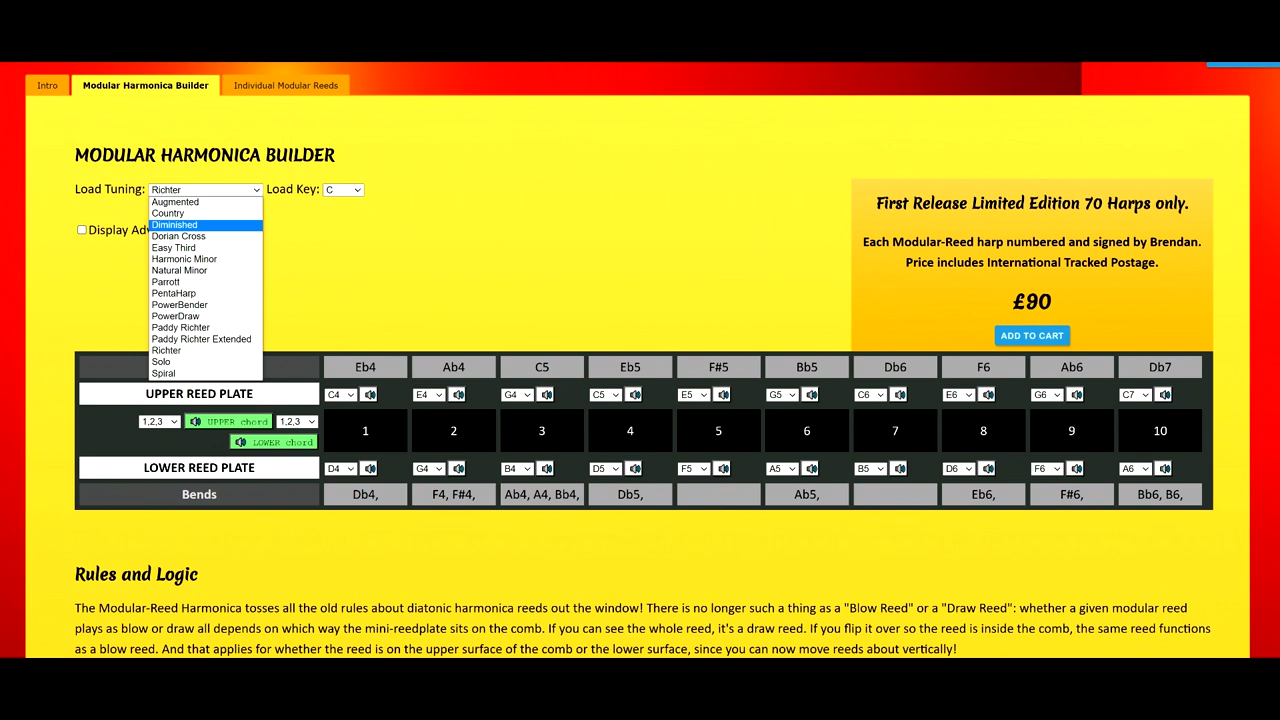 Intro
Modular Harmonica Builder
Individual Modular Reeds
MODULAR HARMONICA BUILDER
Load Tuning: Richter Load Key: C
Augmented
Country
Diminished
Dorian Cross
Easy Third
Harmonic Minor
Natural Minor
Parrott
PentaHarp
PowerBender
PowerDraw
Paddy Richter
Paddy Richter Extended
Richter
Solo
Spiral
Display Adv
First Release Limited Edition 70 Harps only.
Each Modular-Reed harp numbered and signed by Brendan.
Price includes International Tracked Postage.
£90
ADD TO CART
Eb4 Ab4 C5 Eb5 F#5 Bb5 Db6 F6 Ab6 Db7
UPPER REED PLATE C4 E4 G4 C5 E5 G5 C6 E6 G6 C7
1,2,3 UPPER chord 1,2,3
LOWER chord
1 2 3 4 5 6 7 8 9 10
LOWER REED PLATE D4 G4 B4 D5 F5 A5 B5 D6 F6 A6
Bends Db4, F4, F#4, Ab4, A4, Bb4, Db5, Ab5, Eb6, F#6, Bb6, B6,
Rules and Logic
The Modular-Reed Harmonica tosses all the old rules about diatonic harmonica reeds out the window! There is no longer such a thing as a "Blow Reed" or a "Draw Reed": whether a given modular reed
plays as blow or draw all depends on which way the mini-reedplate sits on the comb. If you can see the whole reed, it's a draw reed. If you flip it over so the reed is inside the comb, the same reed functions
as a blow reed. And that applies for whether the reed is on the upper surface of the comb or the lower surface, since you can now move reeds about vertically!